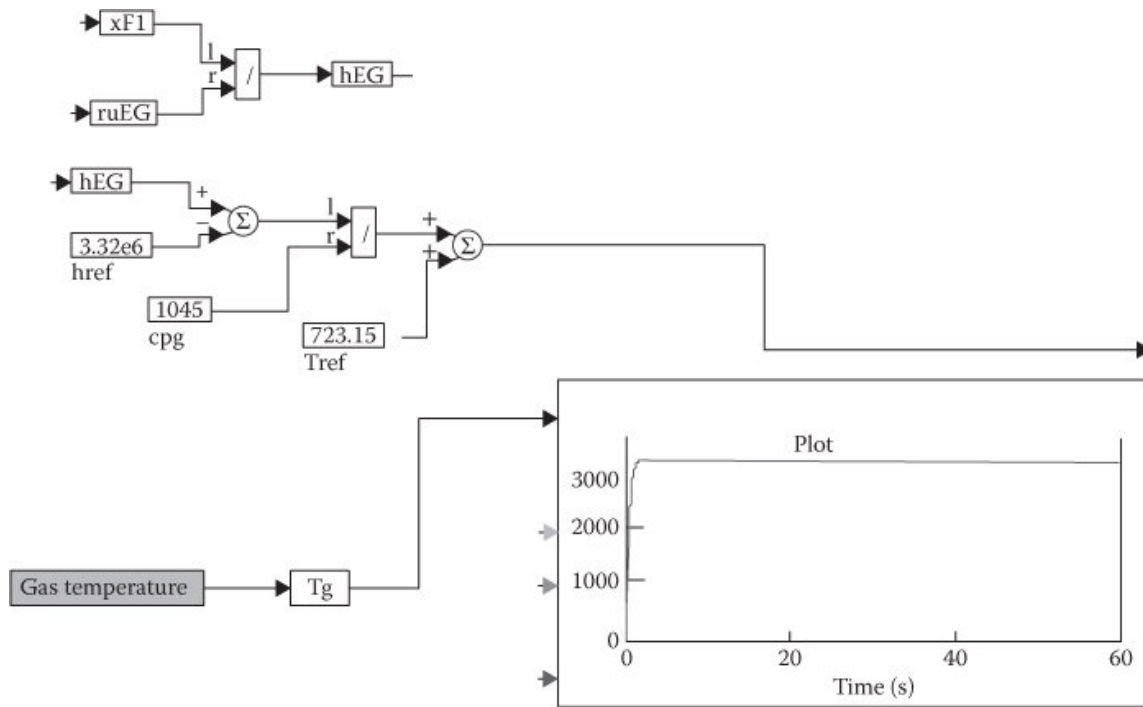 xF1
l
r
/
hEG
ruEG
hEG
+
−
Σ
3.32e6
href
l
r
/
1045
cpg
+
+
Σ
723.15
Tref
Plot
3000
2000
1000
0
0 20 40 60
Time (s)
Gas temperature
Tg